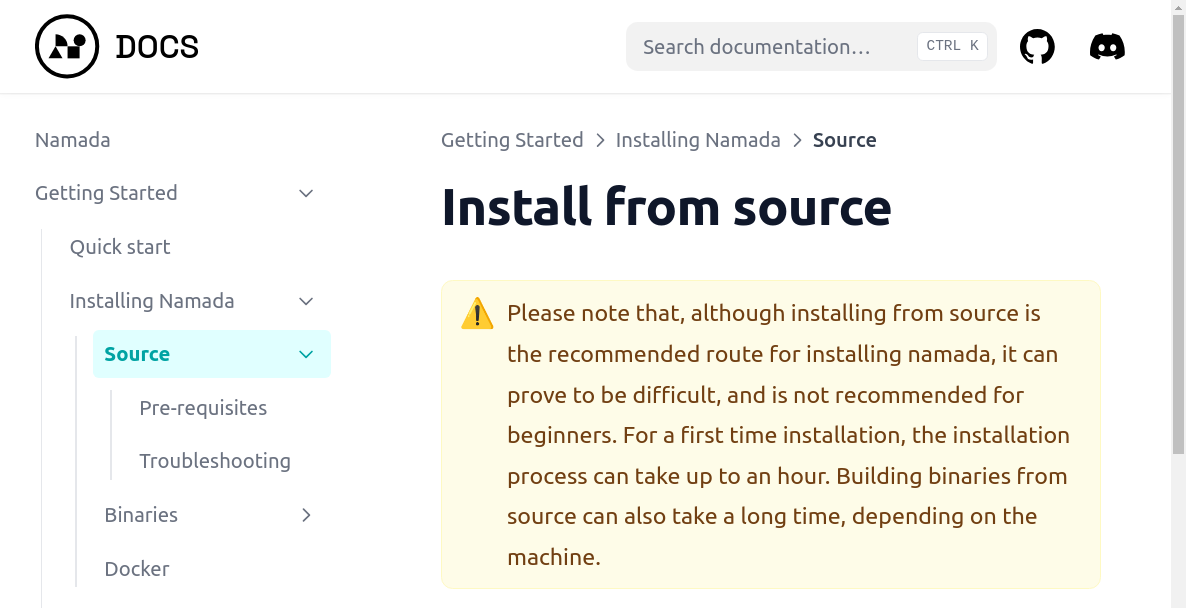 DOCS
Search documentation…
CTRL K
Namada
Getting Started
Quick start
Installing Namada
Source
Pre-requisites
Troubleshooting
Binaries
Docker
Getting Started > Installing Namada > Source
Install from source
Please note that, although installing from source is
the recommended route for installing namada, it can
prove to be difficult, and is not recommended for
beginners. For a first time installation, the installation
process can take up to an hour. Building binaries from
source can also take a long time, depending on the
machine.